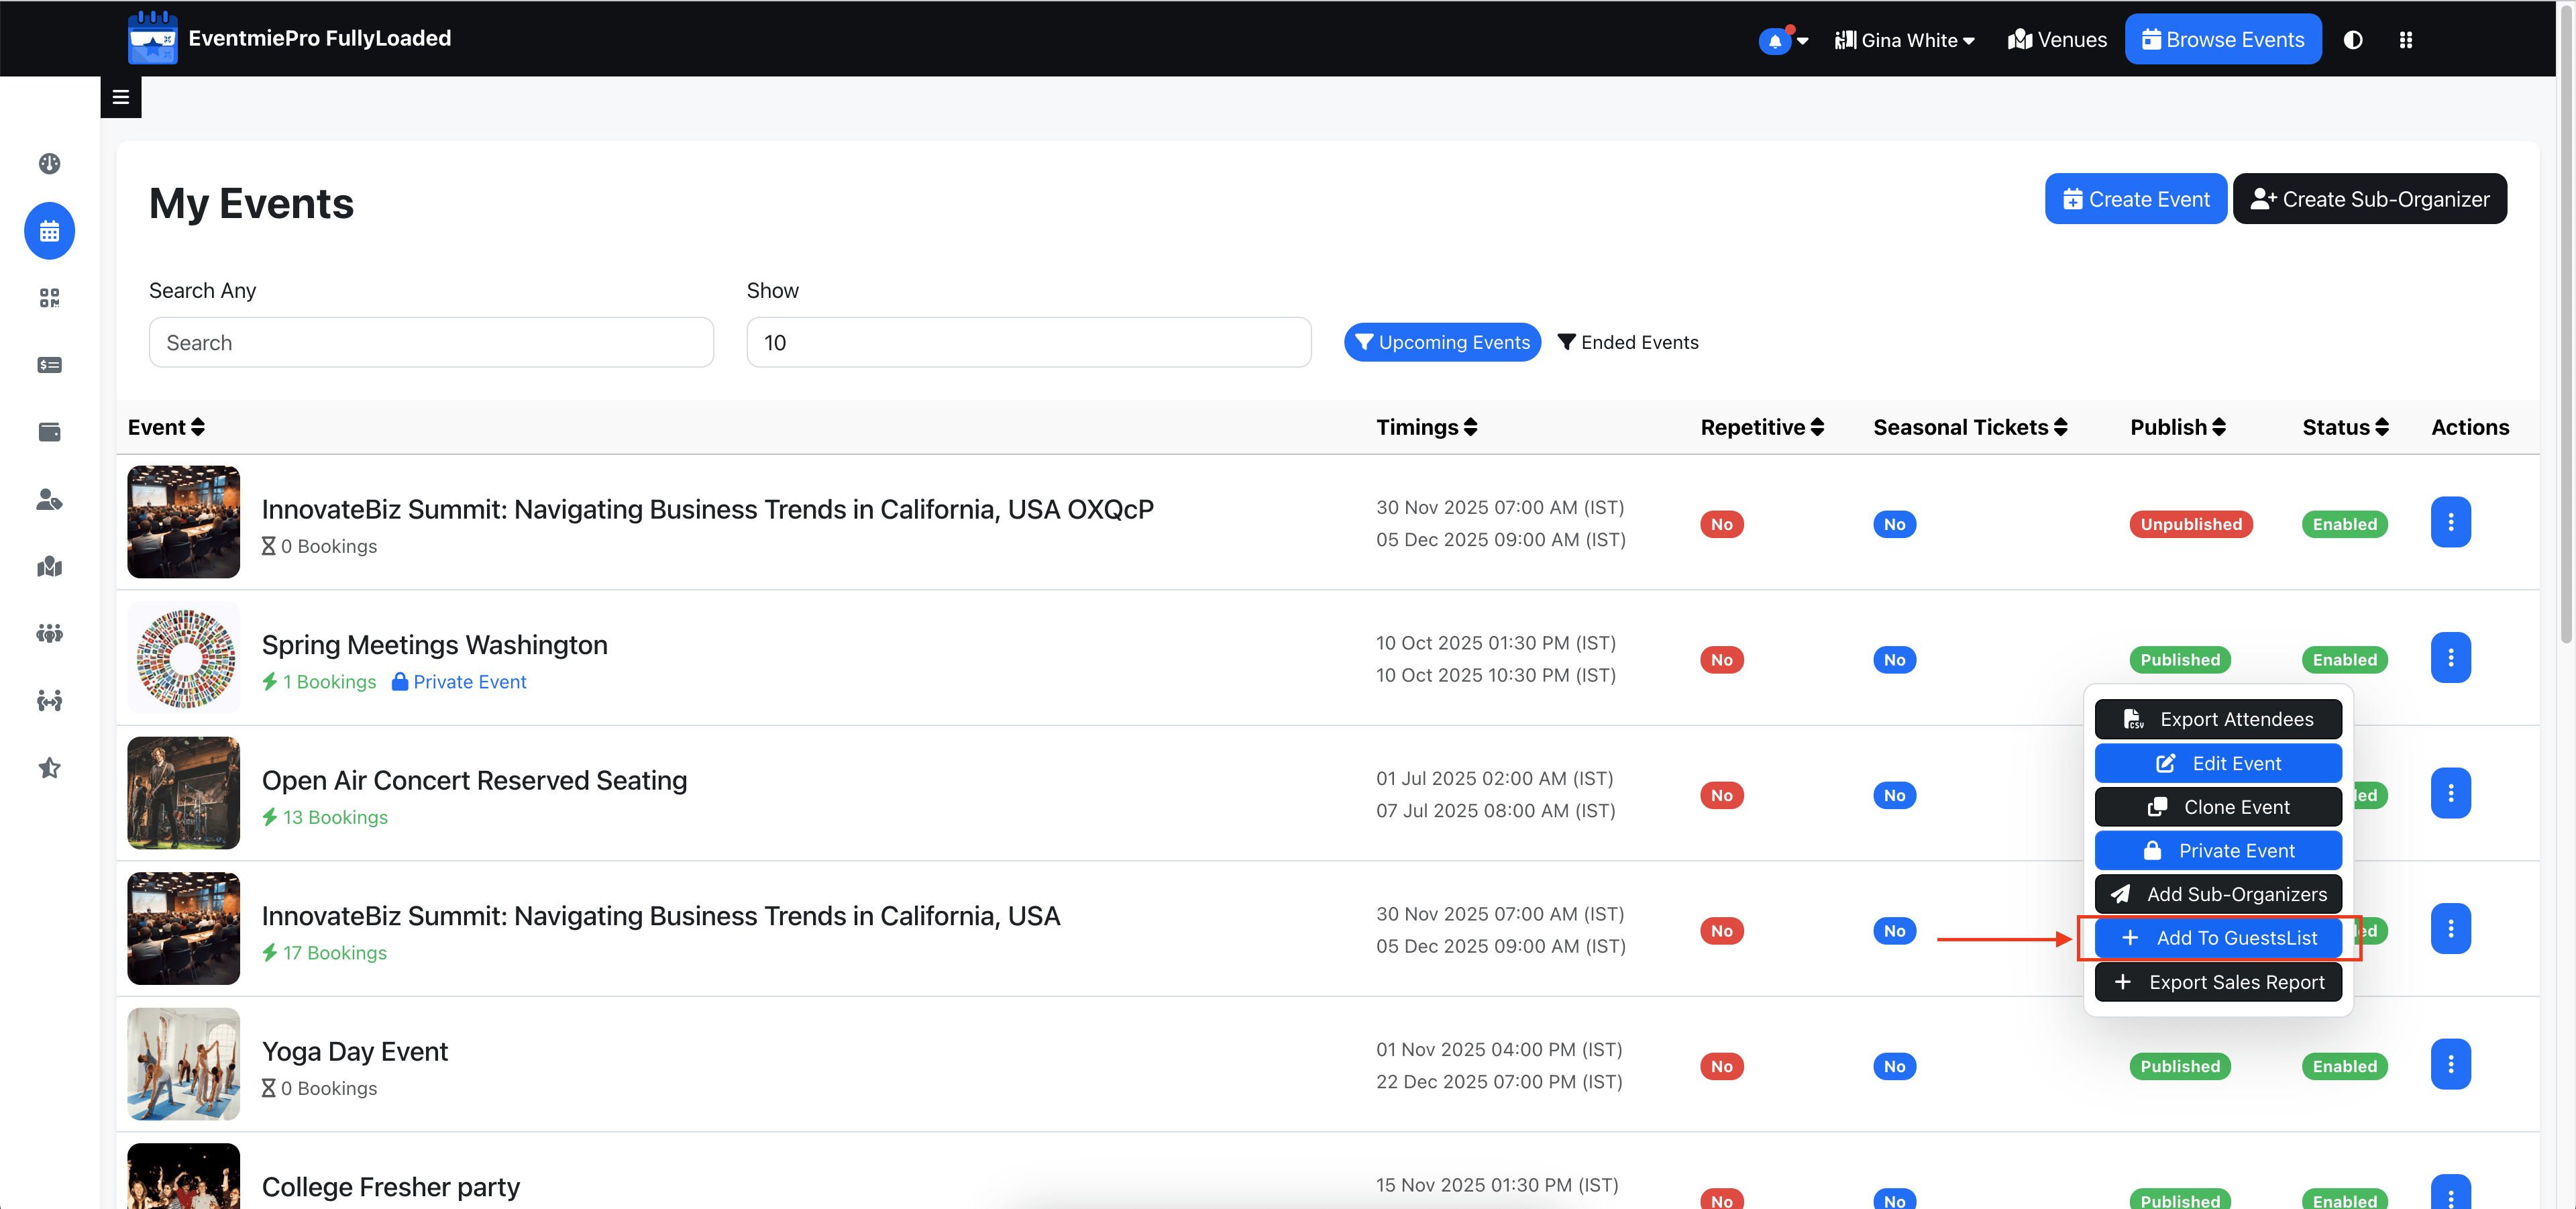 EventmiePro FullyLoaded
Gina White
Venues
Browse Events
My Events
Create Event
Create Sub-Organizer
Search Any
Show
Search
10
Upcoming Events
Ended Events
Event
Timings
Repetitive
Seasonal Tickets
Publish
Status
Actions
InnovateBiz Summit: Navigating Business Trends in California, USA OXQcP
0 Bookings
30 Nov 2025 07:00 AM (IST)
05 Dec 2025 09:00 AM (IST)
No
No
Unpublished
Enabled
Spring Meetings Washington
1 Bookings
Private Event
10 Oct 2025 01:30 PM (IST)
10 Oct 2025 10:30 PM (IST)
No
No
Published
Enabled
Export Attendees
Edit Event
Clone Event
Private Event
Add Sub-Organizers
Add To GuestsList
Export Sales Report
Open Air Concert Reserved Seating
13 Bookings
01 Jul 2025 02:00 AM (IST)
07 Jul 2025 08:00 AM (IST)
No
No
InnovateBiz Summit: Navigating Business Trends in California, USA
17 Bookings
30 Nov 2025 07:00 AM (IST)
05 Dec 2025 09:00 AM (IST)
No
No
Yoga Day Event
0 Bookings
01 Nov 2025 04:00 PM (IST)
22 Dec 2025 07:00 PM (IST)
No
No
Published
Enabled
College Fresher party
15 Nov 2025 01:30 PM (IST)
No
No
Published
Enabled